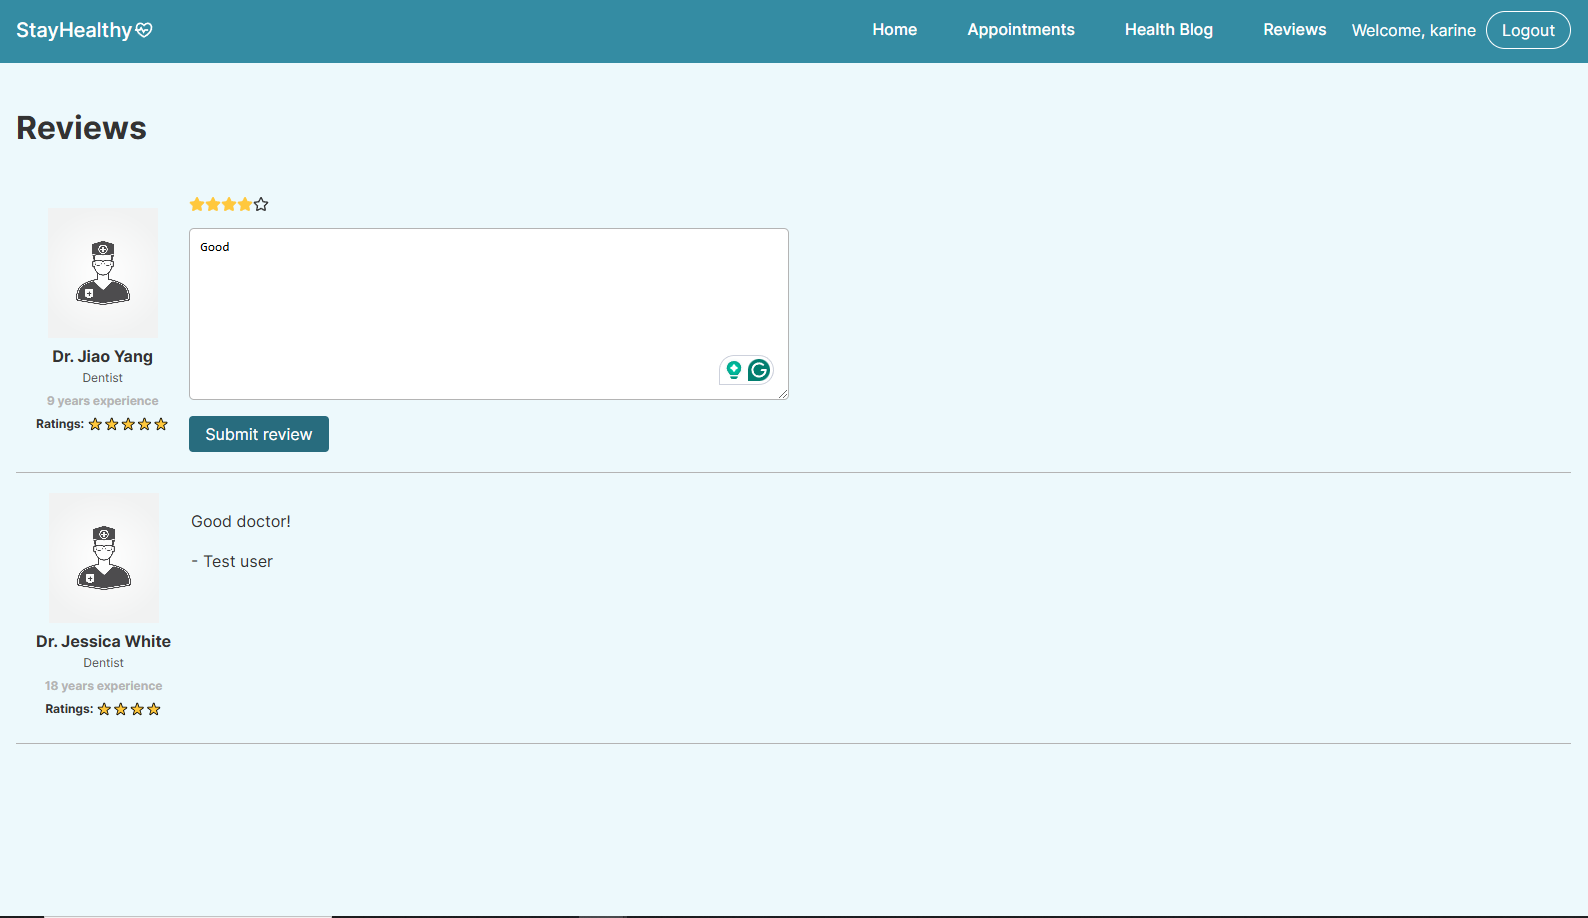 StayHealthy
Home Appointments Health Blog Reviews Welcome, karine Logout
Reviews
Good
Dr. Jiao Yang
Dentist
9 years experience
Ratings:
Submit review
Good doctor!
- Test user
Dr. Jessica White
Dentist
18 years experience
Ratings: